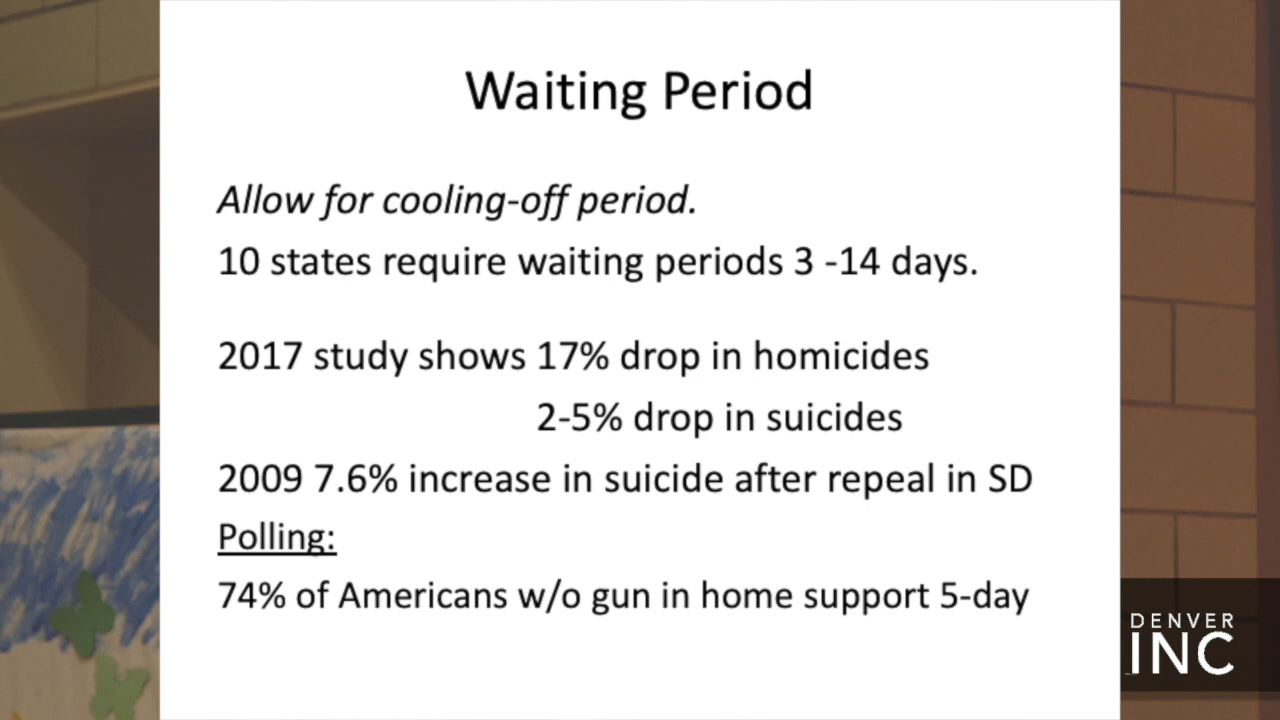 Waiting Period
Allow for cooling-off period.
10 states require waiting periods 3 -14 days.
2017 study shows 17% drop in homicides
2-5% drop in suicides
2009 7.6% increase in suicide after repeal in SD
Polling:
74% of Americans w/o gun in home support 5-day
DENVER
INC